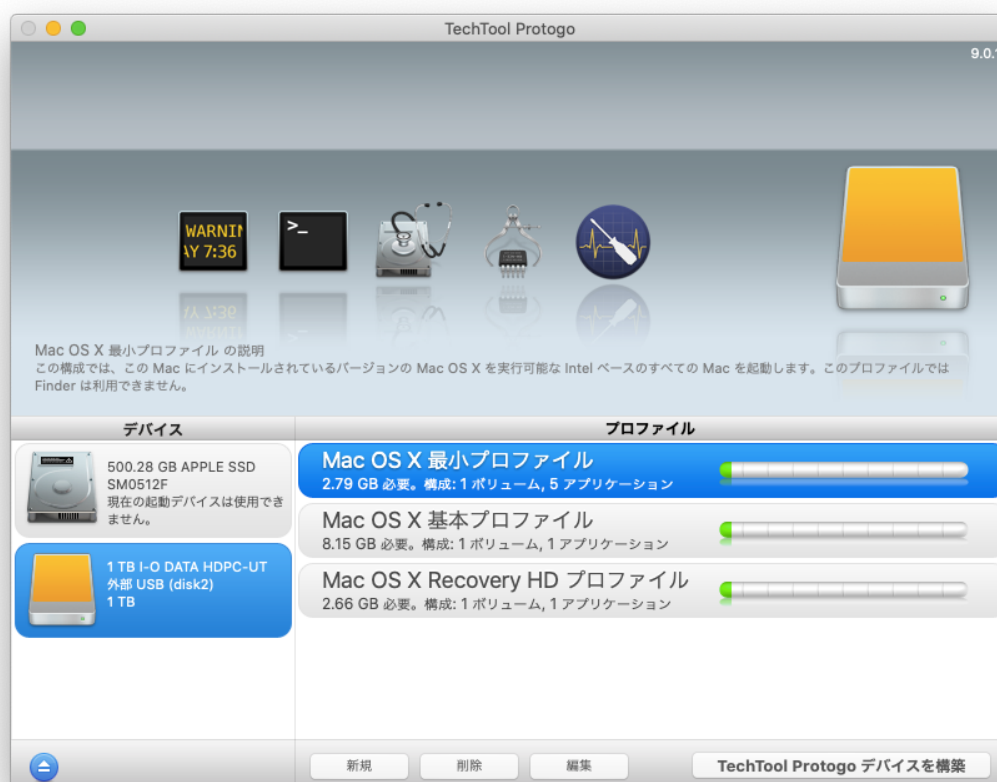 TechTool Protogo
9.0.1
WARNIN
AY 7:36
>_
Mac OS X 最小プロファイル の説明
この構成では、この Mac にインストールされているバージョンの Mac OS X を実行可能な Intel ベースのすべての Mac を起動します。このプロファイルでは
Finder は利用できません。
デバイス
プロファイル
500.28 GB APPLE SSD
SM0512F
現在の起動デバイスは使用でき
ません。
1 TB I-O DATA HDPC-UT
外部 USB (disk2)
1 TB
Mac OS X 最小プロファイル
2.79 GB 必要。構成: 1 ボリューム, 5 アプリケーション
Mac OS X 基本プロファイル
8.15 GB 必要。構成: 1 ボリューム, 1 アプリケーション
Mac OS X Recovery HD プロファイル
2.66 GB 必要。構成: 1 ボリューム, 1 アプリケーション
新規
削除
編集
TechTool Protogo デバイスを構築